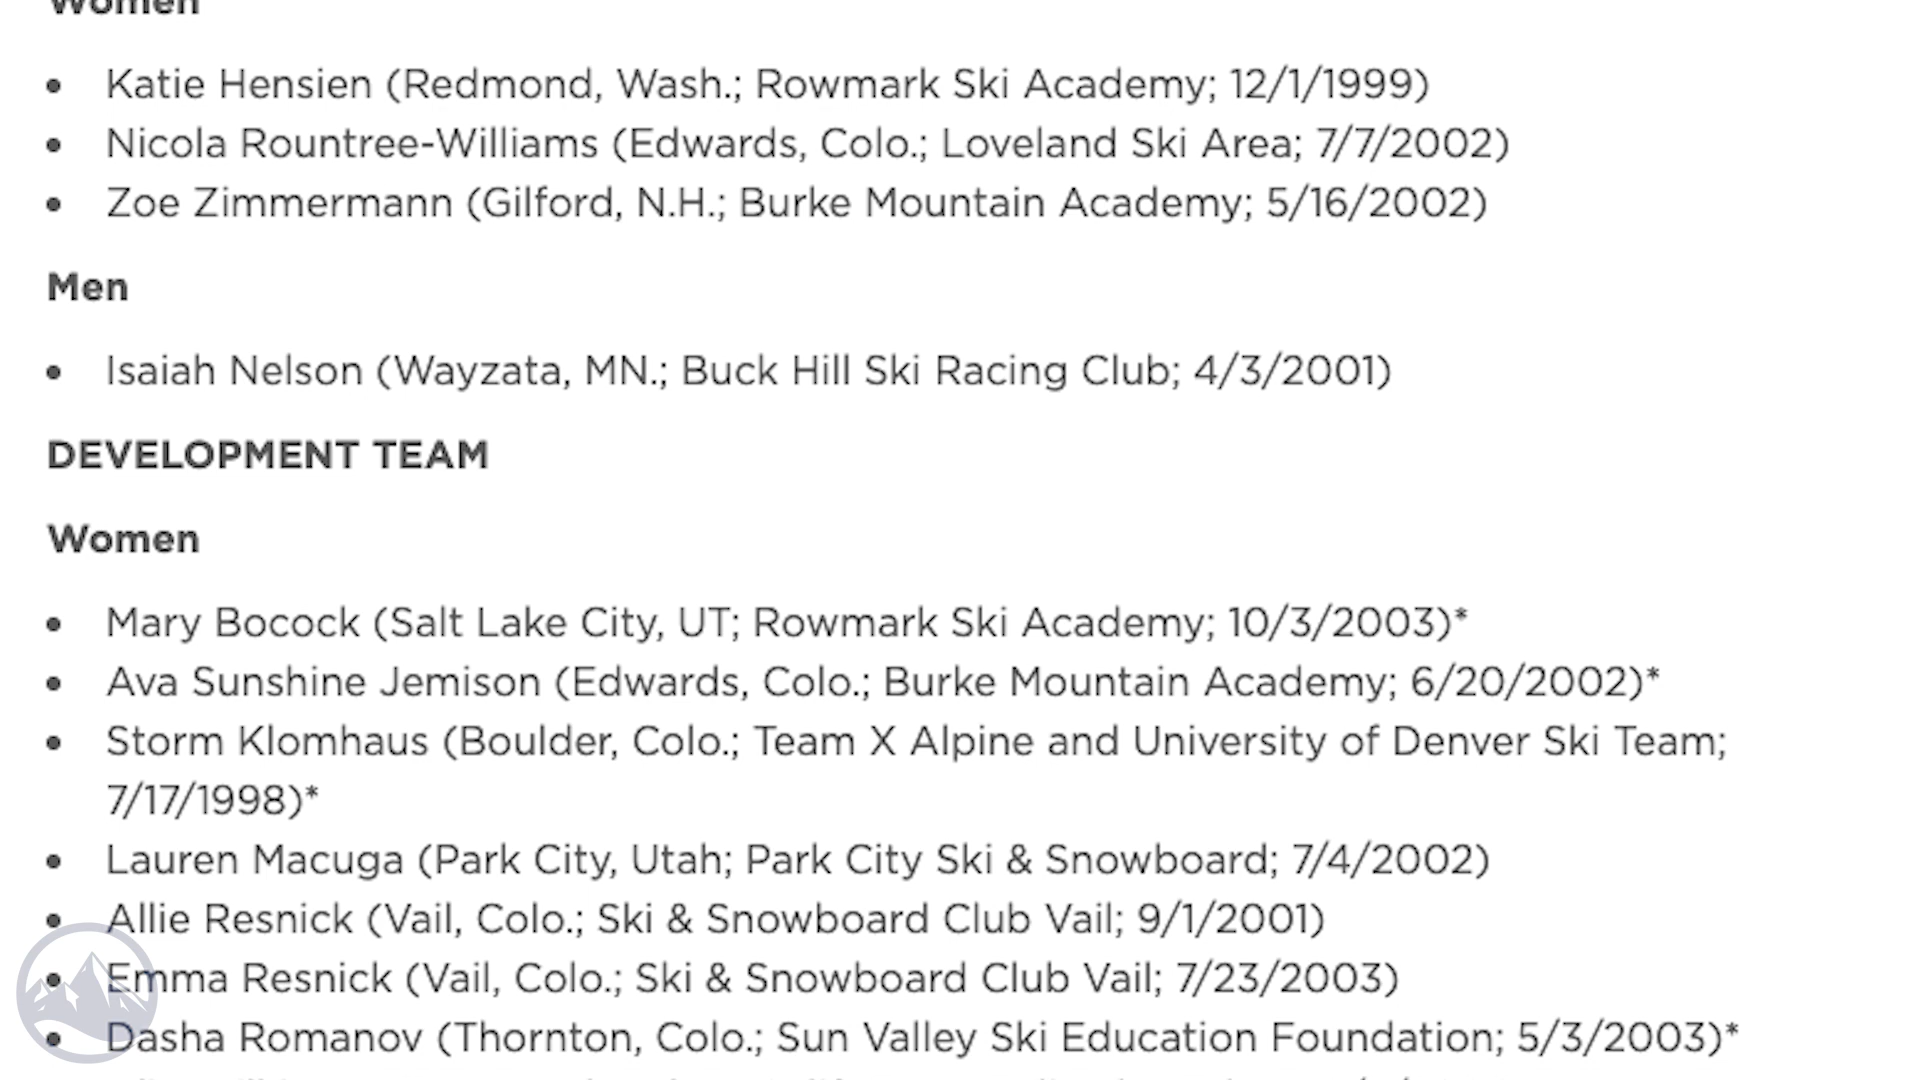 Women
• Katie Hensien (Redmond, Wash.; Rowmark Ski Academy; 12/1/1999)
• Nicola Rountree-Williams (Edwards, Colo.; Loveland Ski Area; 7/7/2002)
• Zoe Zimmermann (Gilford, N.H.; Burke Mountain Academy; 5/16/2002)
Men
• Isaiah Nelson (Wayzata, MN.; Buck Hill Ski Racing Club; 4/3/2001)
DEVELOPMENT TEAM
Women
• Mary Bocock (Salt Lake City, UT; Rowmark Ski Academy; 10/3/2003)*
• Ava Sunshine Jemison (Edwards, Colo.; Burke Mountain Academy; 6/20/2002)*
• Storm Klomhaus (Boulder, Colo.; Team X Alpine and University of Denver Ski Team;
7/17/1998)*
• Lauren Macuga (Park City, Utah; Park City Ski & Snowboard; 7/4/2002)
• Allie Resnick (Vail, Colo.; Ski & Snowboard Club Vail; 9/1/2001)
• Emma Resnick (Vail, Colo.; Ski & Snowboard Club Vail; 7/23/2003)
• Dasha Romanov (Thornton, Colo.; Sun Valley Ski Education Foundation; 5/3/2003)*